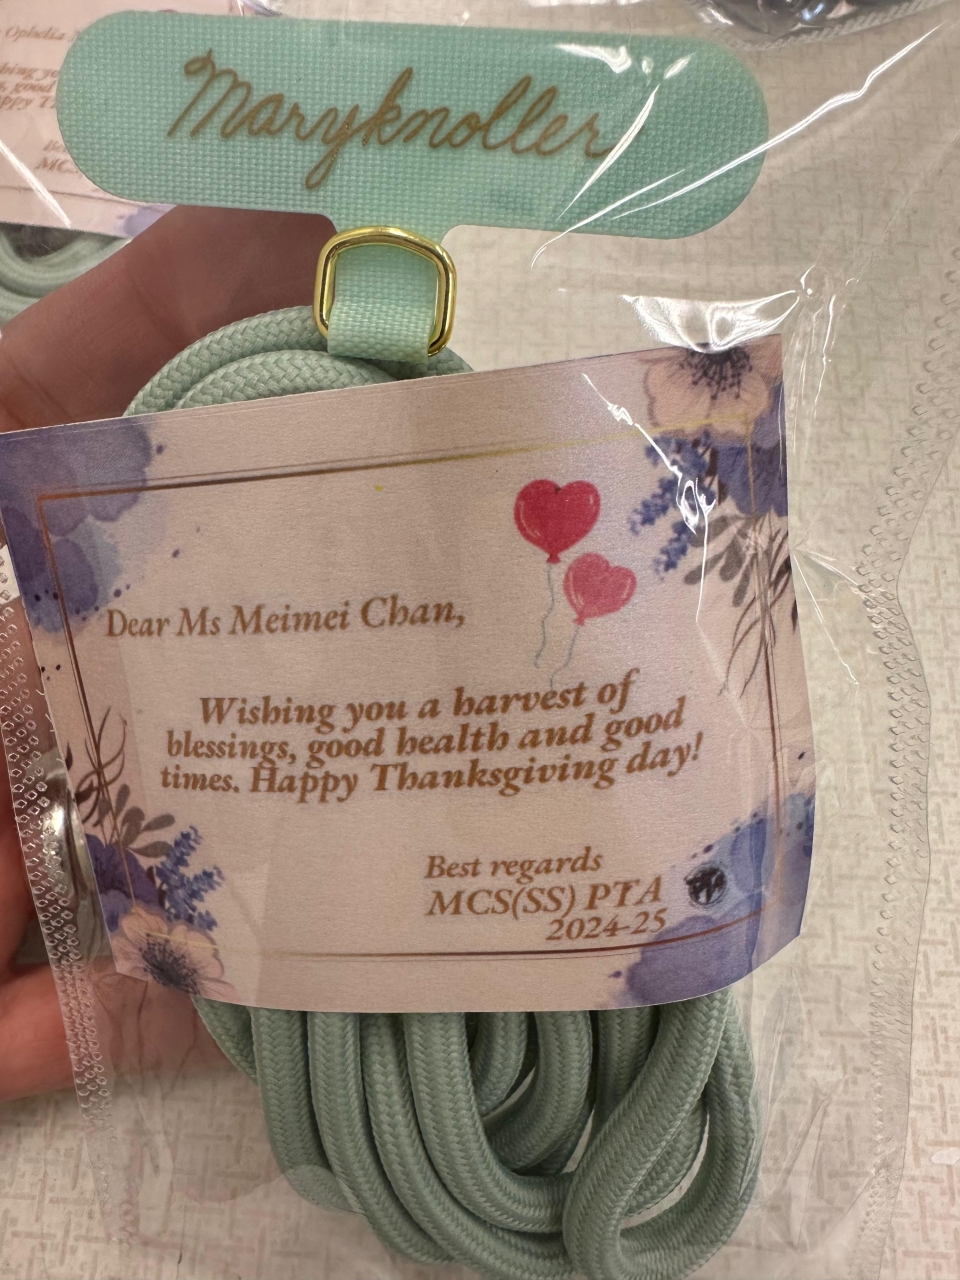 Maryknoller
Ophelia
Dear Ms Meimei Chan,
Wishing you a harvest of
blessings, good health and good
times. Happy Thanksgiving day!
Best regards
MCS(SS) PTA
2024-25